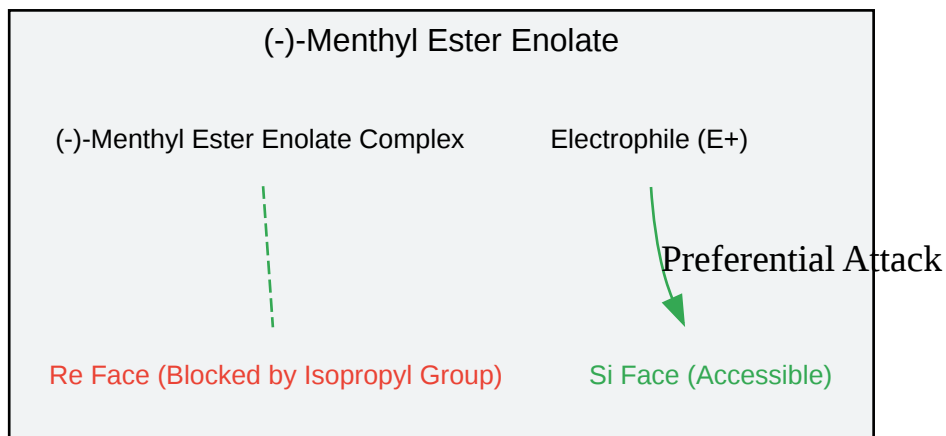 (-)-Menthyl Ester Enolate
(-)-Menthyl Ester Enolate Complex
Electrophile (E+)
Preferential Attack
Re Face (Blocked by Isopropyl Group)
Si Face (Accessible)